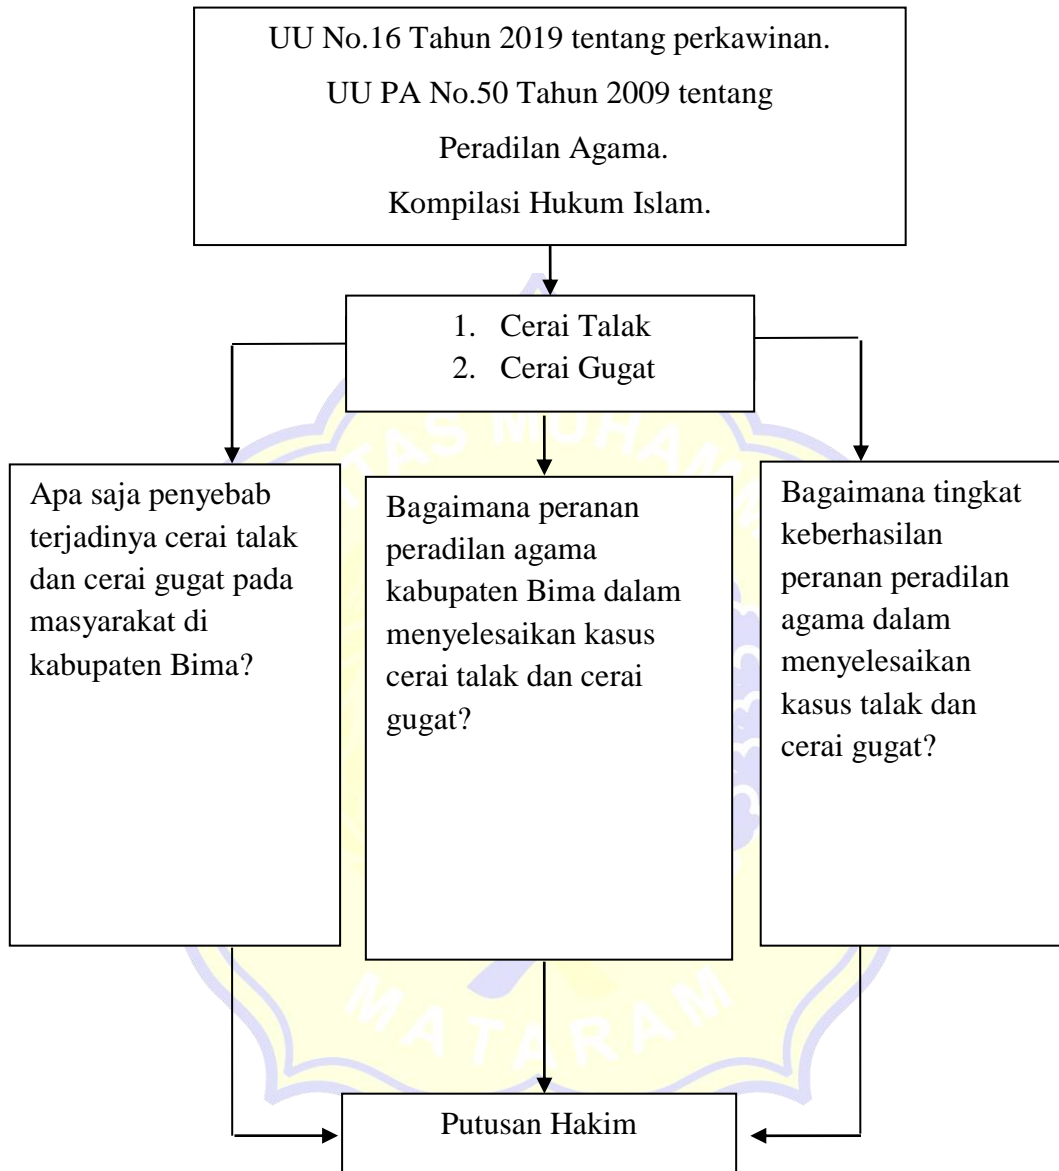 UU No.16 Tahun 2019 tentang perkawinan.
UU PA No.50 Tahun 2009 tentang
Peradilan Agama.
Kompilasi Hukum Islam.
1. Cerai Talak
2. Cerai Gugat
Apa saja penyebab
terjadinya cerai talak
dan cerai gugat pada
masyarakat di
kabupaten Bima?
Bagaimana peranan
peradilan agama
kabupaten Bima dalam
menyelesaikan kasus
cerai talak dan cerai
gugat?
Bagaimana tingkat
keberhasilan
peranan peradilan
agama dalam
menyelesaikan
kasus talak dan
cerai gugat?
Putusan Hakim
MATARAM